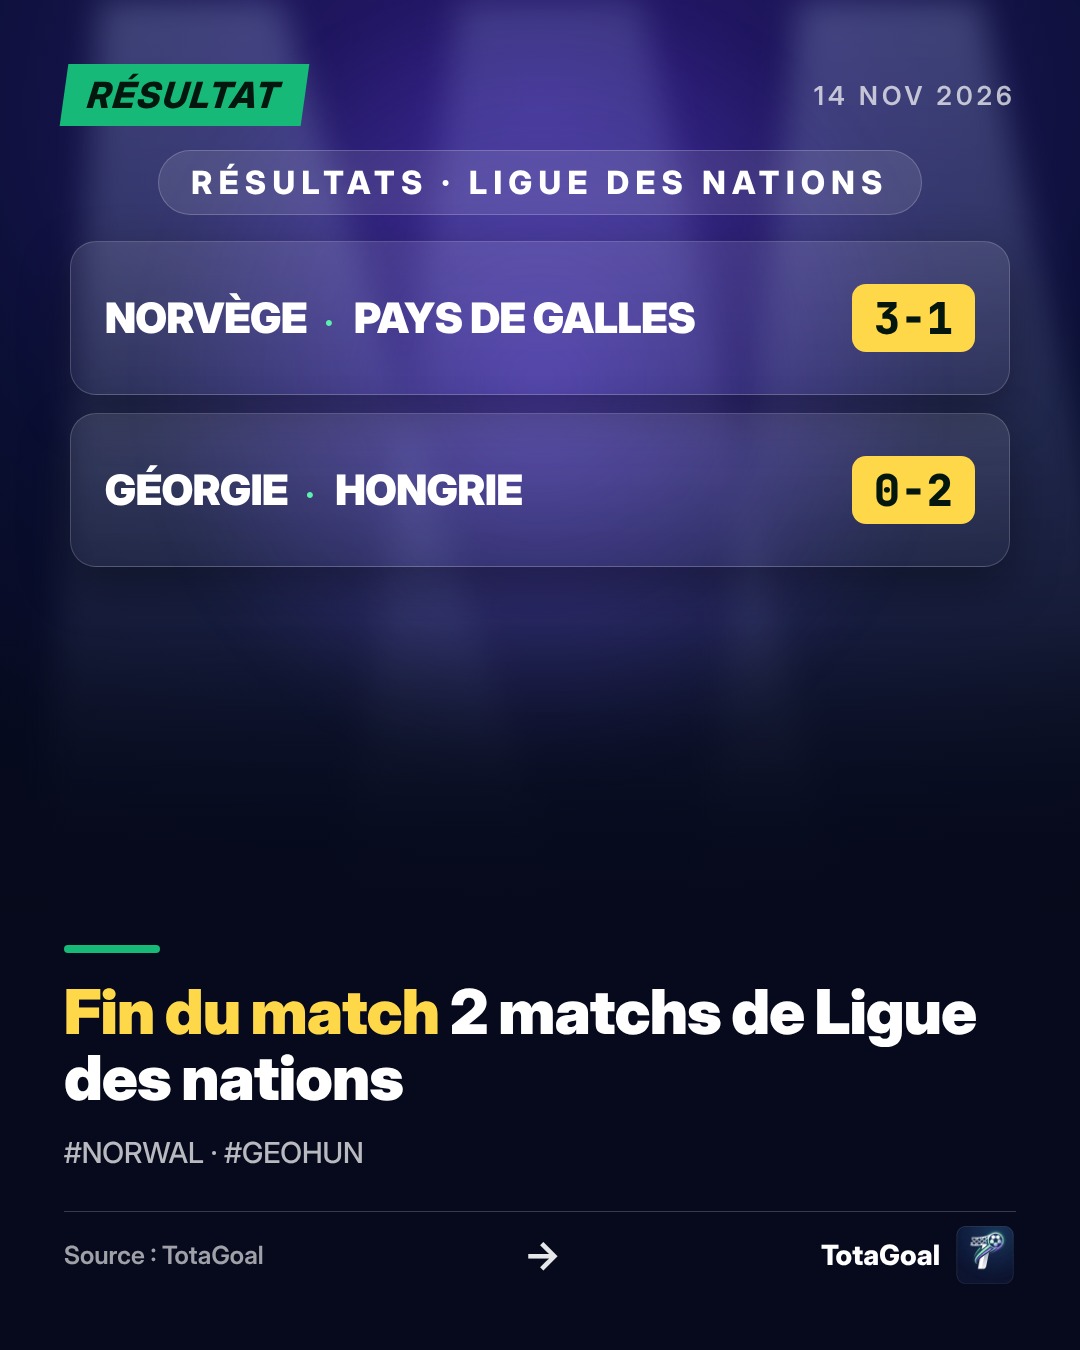 RÉSULTAT
14 NOV 2026
RÉSULTATS · LIGUE DES NATIONS
NORVÈGE · PAYS DE GALLES 3-1
GÉORGIE · HONGRIE 0-2
Fin du match 2 matchs de Ligue
des nations
#NORWAL · #GEOHUN
Source : TotaGoal → TotaGoal